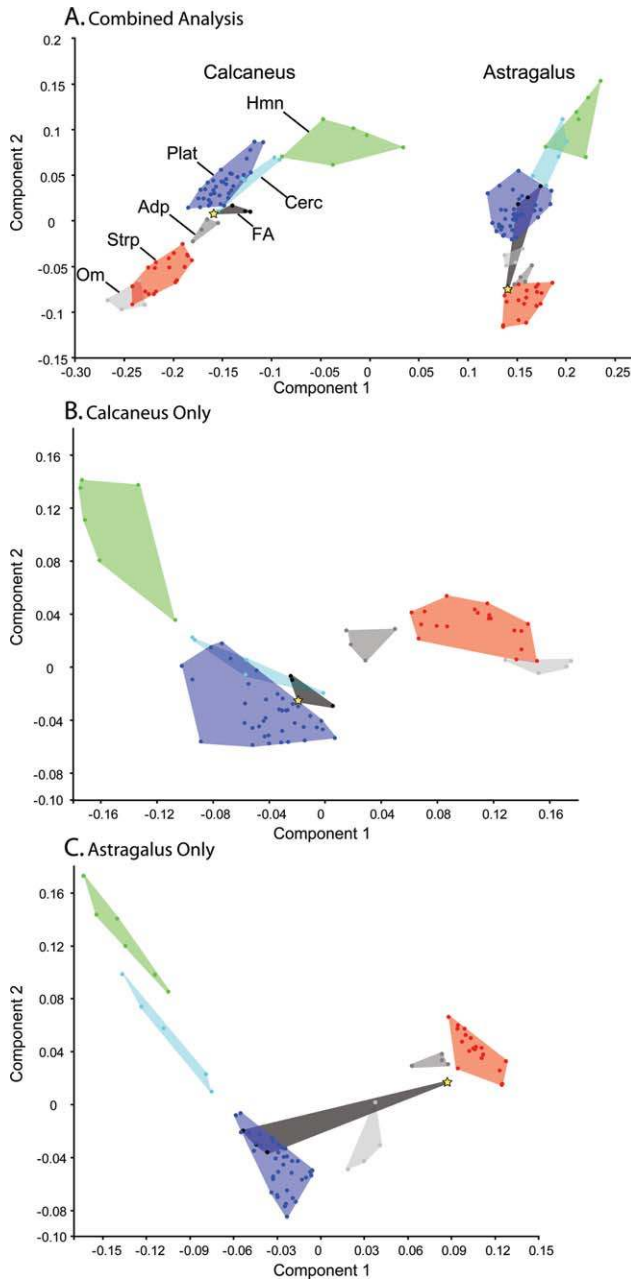 A. Combined Analysis
0.2
0.15
0.1
0.05
0
-0.05
-0.1
-0.15
Component 2
Calcaneus
Astragalus
Hmn
Plat
Cerc
Adp
FA
Strp
Om
-0.30 -0.25 -0.2 -0.15 -0.1 -0.05 0 0.05 0.1 0.15 0.2 0.25
Component 1
B. Calcaneus Only
0.16
0.12
0.08
0.04
0
-0.04
-0.08
-0.10
Component 2
-0.16 -0.12 -0.08 -0.04 0 0.04 0.08 0.12 0.16
Component 1
C. Astragalus Only
0.16
0.12
0.08
0.04
0
-0.04
-0.08
-0.10
Component 2
-0.15 -0.12 -0.09 -0.06 -0.03 0 0.03 0.06 0.09 0.12 0.15
Component 1